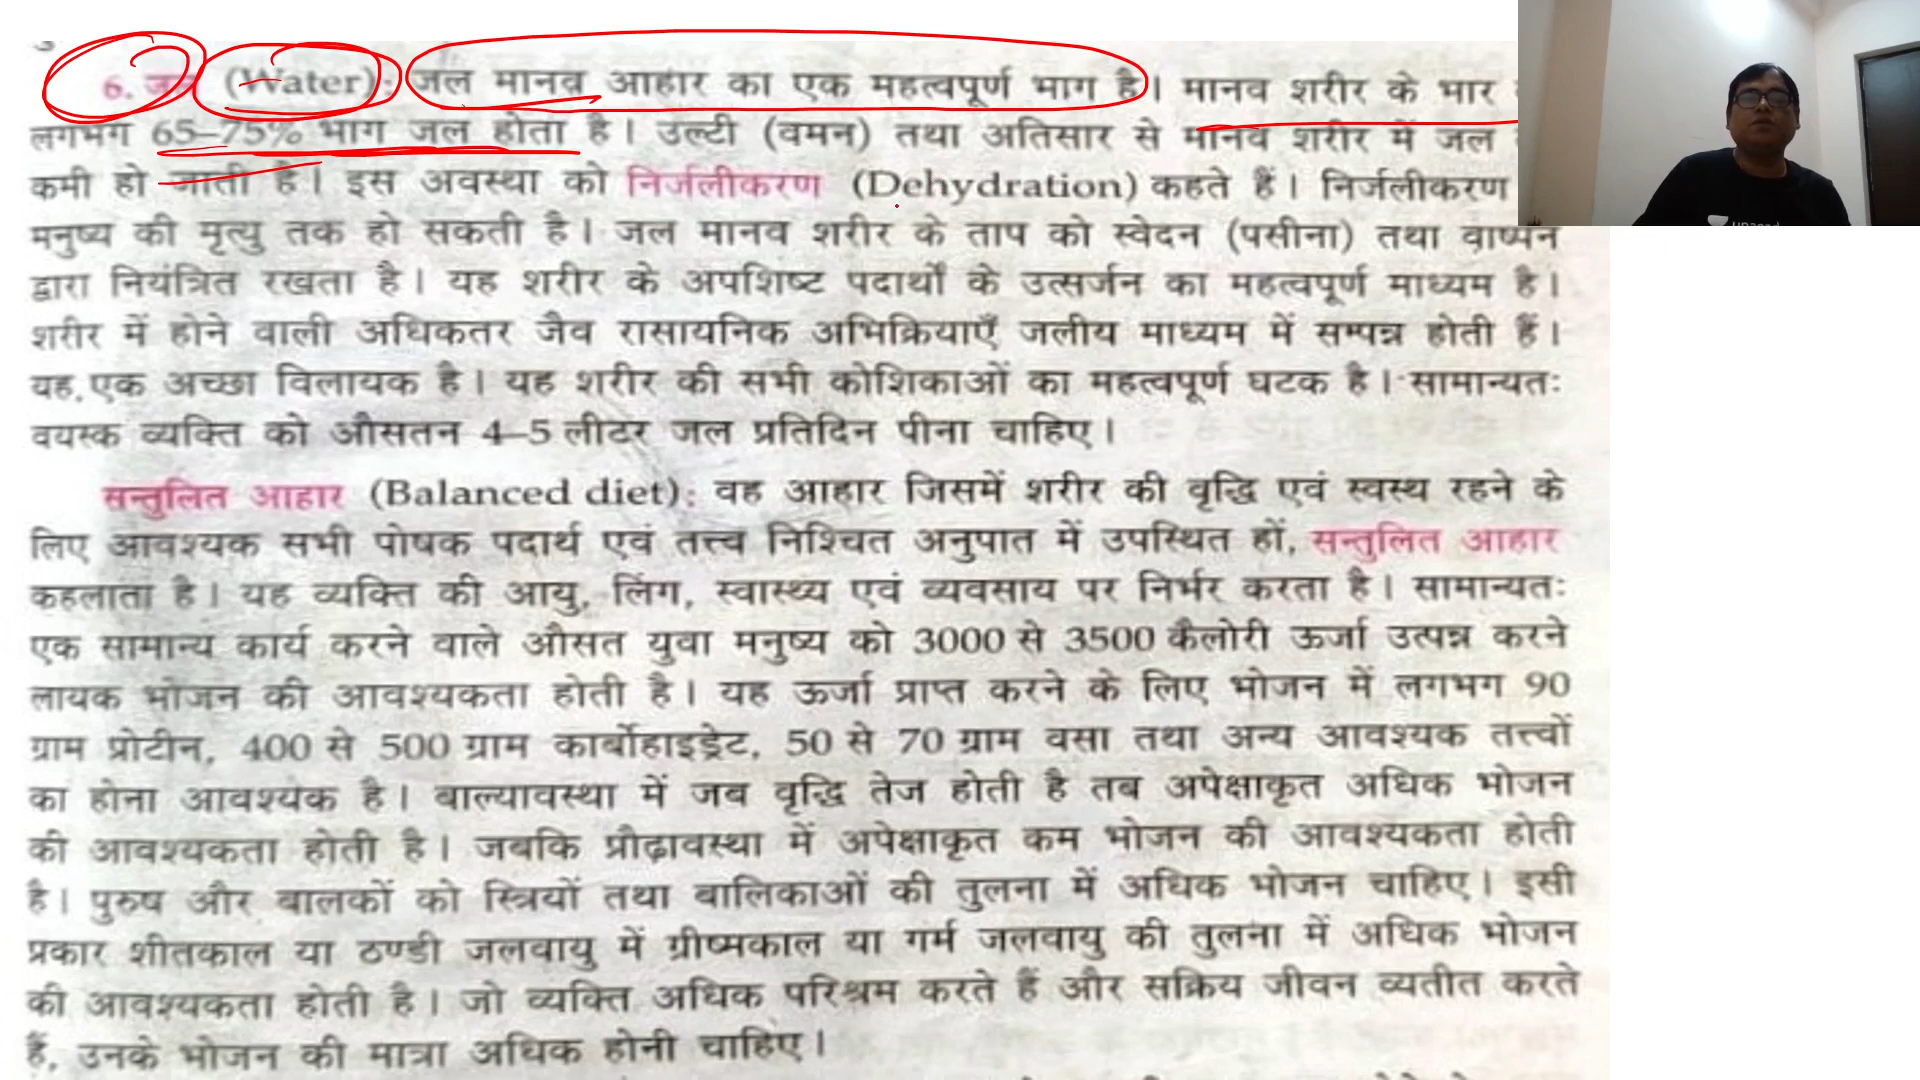 6. जल (Water): जल मानव आहार का एक महत्वपूर्ण भाग है। मानव शरीर के भार
लगभग 65–75% भाग जल होता है। उल्टी (वमन) तथा अतिसार से मानव शरीर में जल
कमी हो जाती है। इस अवस्था को निर्जलीकरण (Dehydration) कहते हैं। निर्जलीकरण
मनुष्य की मृत्यु तक हो सकती है। जल मानव शरीर के ताप को स्वेदन (पसीना) तथा वाष्पन
द्वारा नियंत्रित रखता है। यह शरीर के अपशिष्ट पदार्थों के उत्सर्जन का महत्वपूर्ण माध्यम है।
शरीर में होने वाली अधिकतर जैव रासायनिक अभिक्रियाएँ जलीय माध्यम में सम्पन्न होती हैं।
यह एक अच्छा विलायक है। यह शरीर की सभी कोशिकाओं का महत्वपूर्ण घटक है। सामान्यतः
वयस्क व्यक्ति को औसतन 4–5 लीटर जल प्रतिदिन पीना चाहिए।
सन्तुलित आहार (Balanced diet): वह आहार जिसमें शरीर की वृद्धि एवं स्वस्थ रहने के
लिए आवश्यक सभी पोषक पदार्थ एवं तत्त्व निश्चित अनुपात में उपस्थित हों, सन्तुलित आहार
कहलाता है। यह व्यक्ति की आयु, लिंग, स्वास्थ्य एवं व्यवसाय पर निर्भर करता है। सामान्यतः
एक सामान्य कार्य करने वाले औसत युवा मनुष्य को 3000 से 3500 कैलोरी ऊर्जा उत्पन्न करने
लायक भोजन की आवश्यकता होती है। यह ऊर्जा प्राप्त करने के लिए भोजन में लगभग 90
ग्राम प्रोटीन, 400 से 500 ग्राम कार्बोहाइड्रेट, 50 से 70 ग्राम वसा तथा अन्य आवश्यक तत्त्वों
का होना आवश्यक है। बाल्यावस्था में जब वृद्धि तेज होती है तब अपेक्षाकृत अधिक भोजन
की आवश्यकता होती है। जबकि प्रौढ़ावस्था में अपेक्षाकृत कम भोजन की आवश्यकता होती
है। पुरुष और बालकों को स्त्रियों तथा बालिकाओं की तुलना में अधिक भोजन चाहिए। इसी
प्रकार शीतकाल या ठण्डी जलवायु में ग्रीष्मकाल या गर्म जलवायु की तुलना में अधिक भोजन
की आवश्यकता होती है। जो व्यक्ति अधिक परिश्रम करते हैं और सक्रिय जीवन व्यतीत करते
हैं, उनके भोजन की मात्रा अधिक होनी चाहिए।